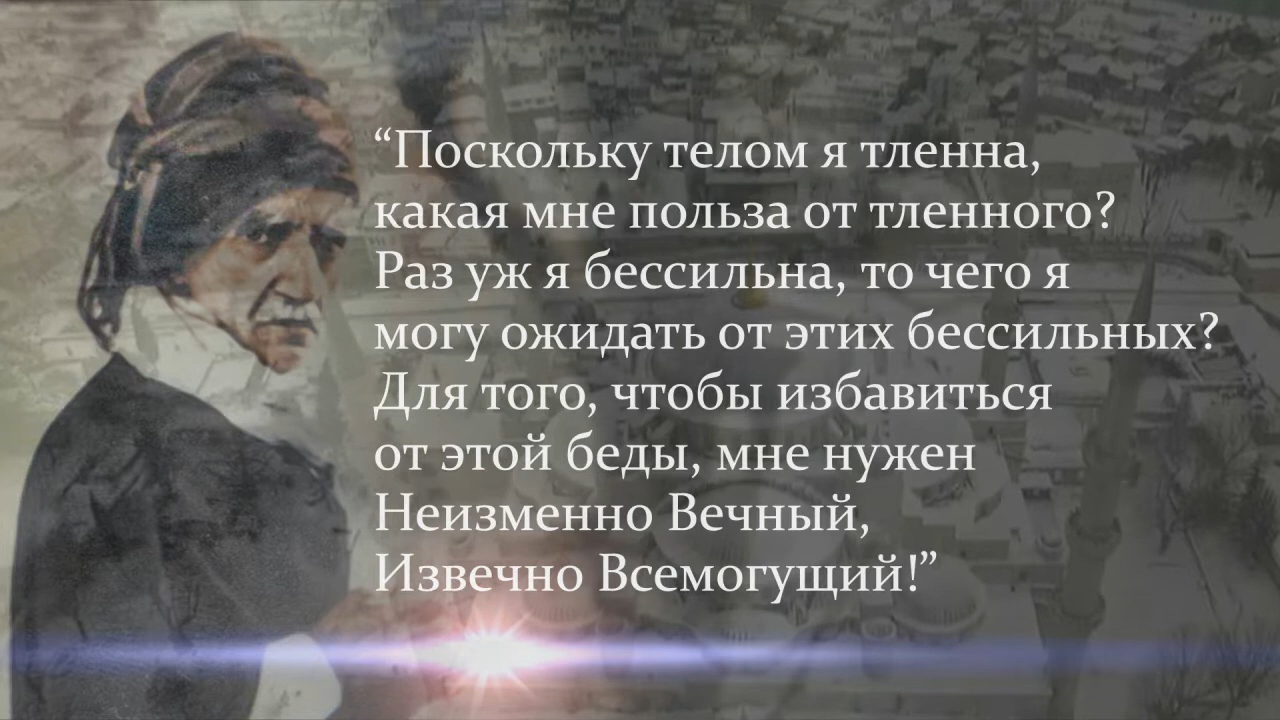 “Поскольку телом я тленна,
какая мне польза от тленного?
Раз уж я бессильна, то чего я
могу ожидать от этих бессильных?
Для того, чтобы избавиться
от этой беды, мне нужен
Неизменно Вечный,
Извечно Всемогущий!”